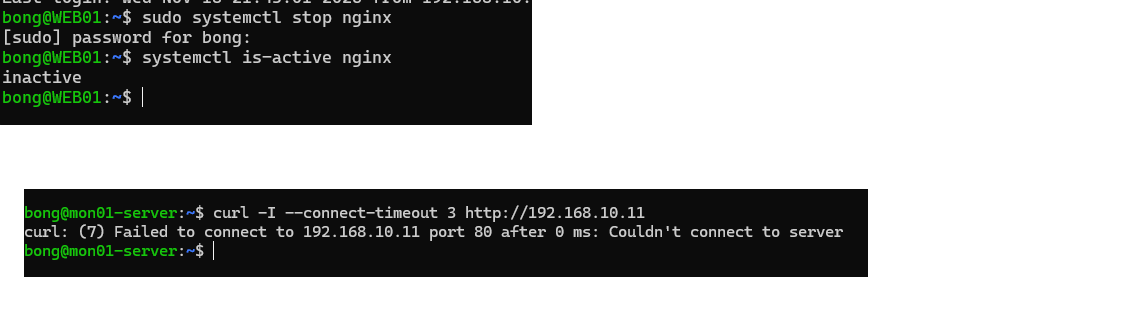 bong@WEB01:~$ sudo systemctl stop nginx
[sudo] password for bong:
bong@WEB01:~$ systemctl is-active nginx
inactive
bong@WEB01:~$
bong@mon01-server:~$ curl -I --connect-timeout 3 http://192.168.10.11
curl: (7) Failed to connect to 192.168.10.11 port 80 after 0 ms: Couldn't connect to server
bong@mon01-server:~$